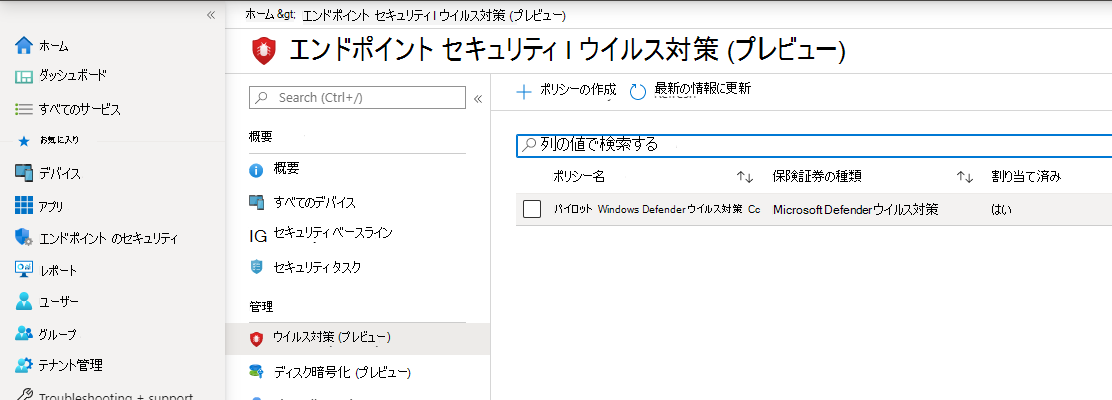 ホーム &gt; エンドポイント セキュリティ | ウイルス対策 (プレビュー)
エンドポイント セキュリティ | ウイルス対策 (プレビュー)
ホーム
ダッシュボード
すべてのサービス
お気に入り
デバイス
アプリ
エンドポイント のセキュリティ
レポート
ユーザー
グループ
テナント管理
Troubleshooting + support
Search (Ctrl+/)
概要
概要
すべてのデバイス
IG セキュリティ ベースライン
セキュリティ タスク
管理
ウイルス対策 (プレビュー)
ディスク暗号化 (プレビュー)
ポリシーの作成 最新の情報に更新
列の値で検索する
ポリシー名 保険証券の種類 割り当て済み
パイロット Windows Defenderウイルス対策 Cc Microsoft Defenderウイルス対策 はい